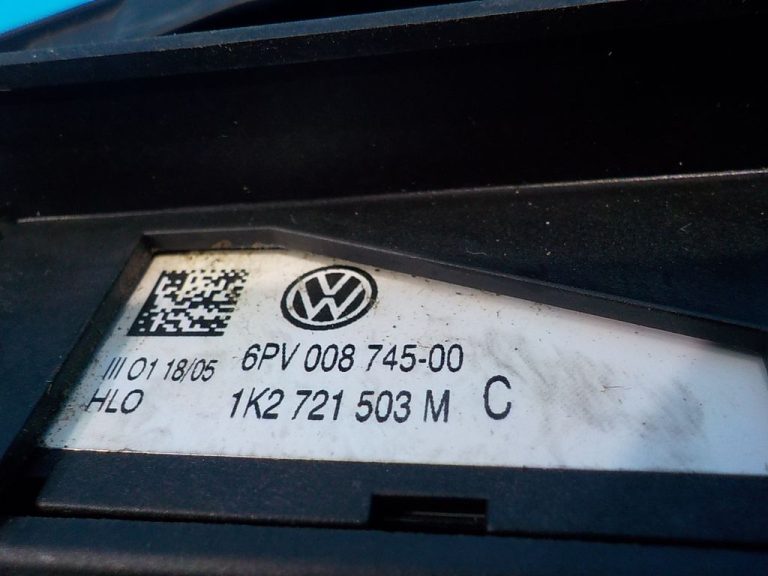 6PV 008 745-00
III 01 18/05
1K2 721 503 M C
HLO